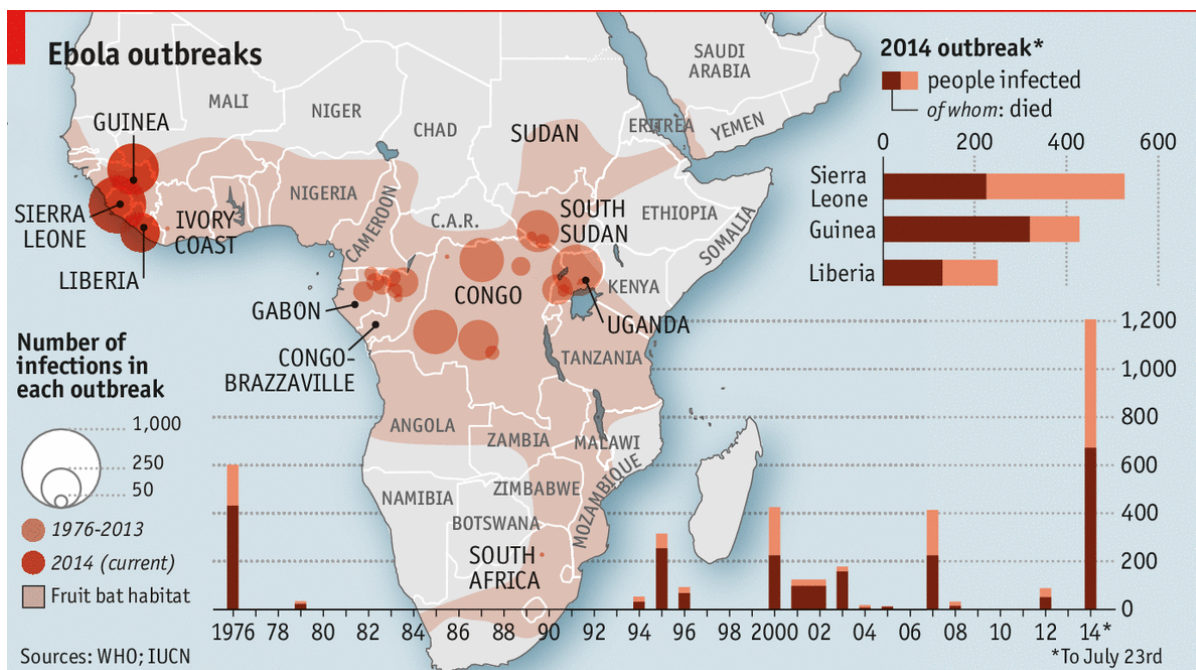 Ebola outbreaks
2014 outbreak*
people infected
of whom: died
0 200 400 600
Sierra
Leone
Guinea
Liberia
SAUDI
ARABIA
MALI
NIGER
CHAD
SUDAN
ERITREA
YEMEN
GUINEA
NIGERIA
SIERRA
LEONE
IVORY
COAST
CAMEROON
C.A.R.
SOUTH
SUDAN
ETHIOPIA
SOMALIA
LIBERIA
GABON
CONGO
KENYA
UGANDA
CONGO-
BRAZZAVILLE
TANZANIA
ANGOLA
ZAMBIA
MALAWI
MOZAMBIQUE
NAMIBIA
ZIMBABWE
BOTSWANA
SOUTH
AFRICA
Number of
infections in
each outbreak
1,000
250
50
1976-2013
2014 (current)
Fruit bat habitat
1,200
1,000
800
600
400
200
0
1976 78 80 82 84 86 88 90 92 94 96 98 2000 02 04 06 08 10 12 14*
Sources: WHO; IUCN
*To July 23rd